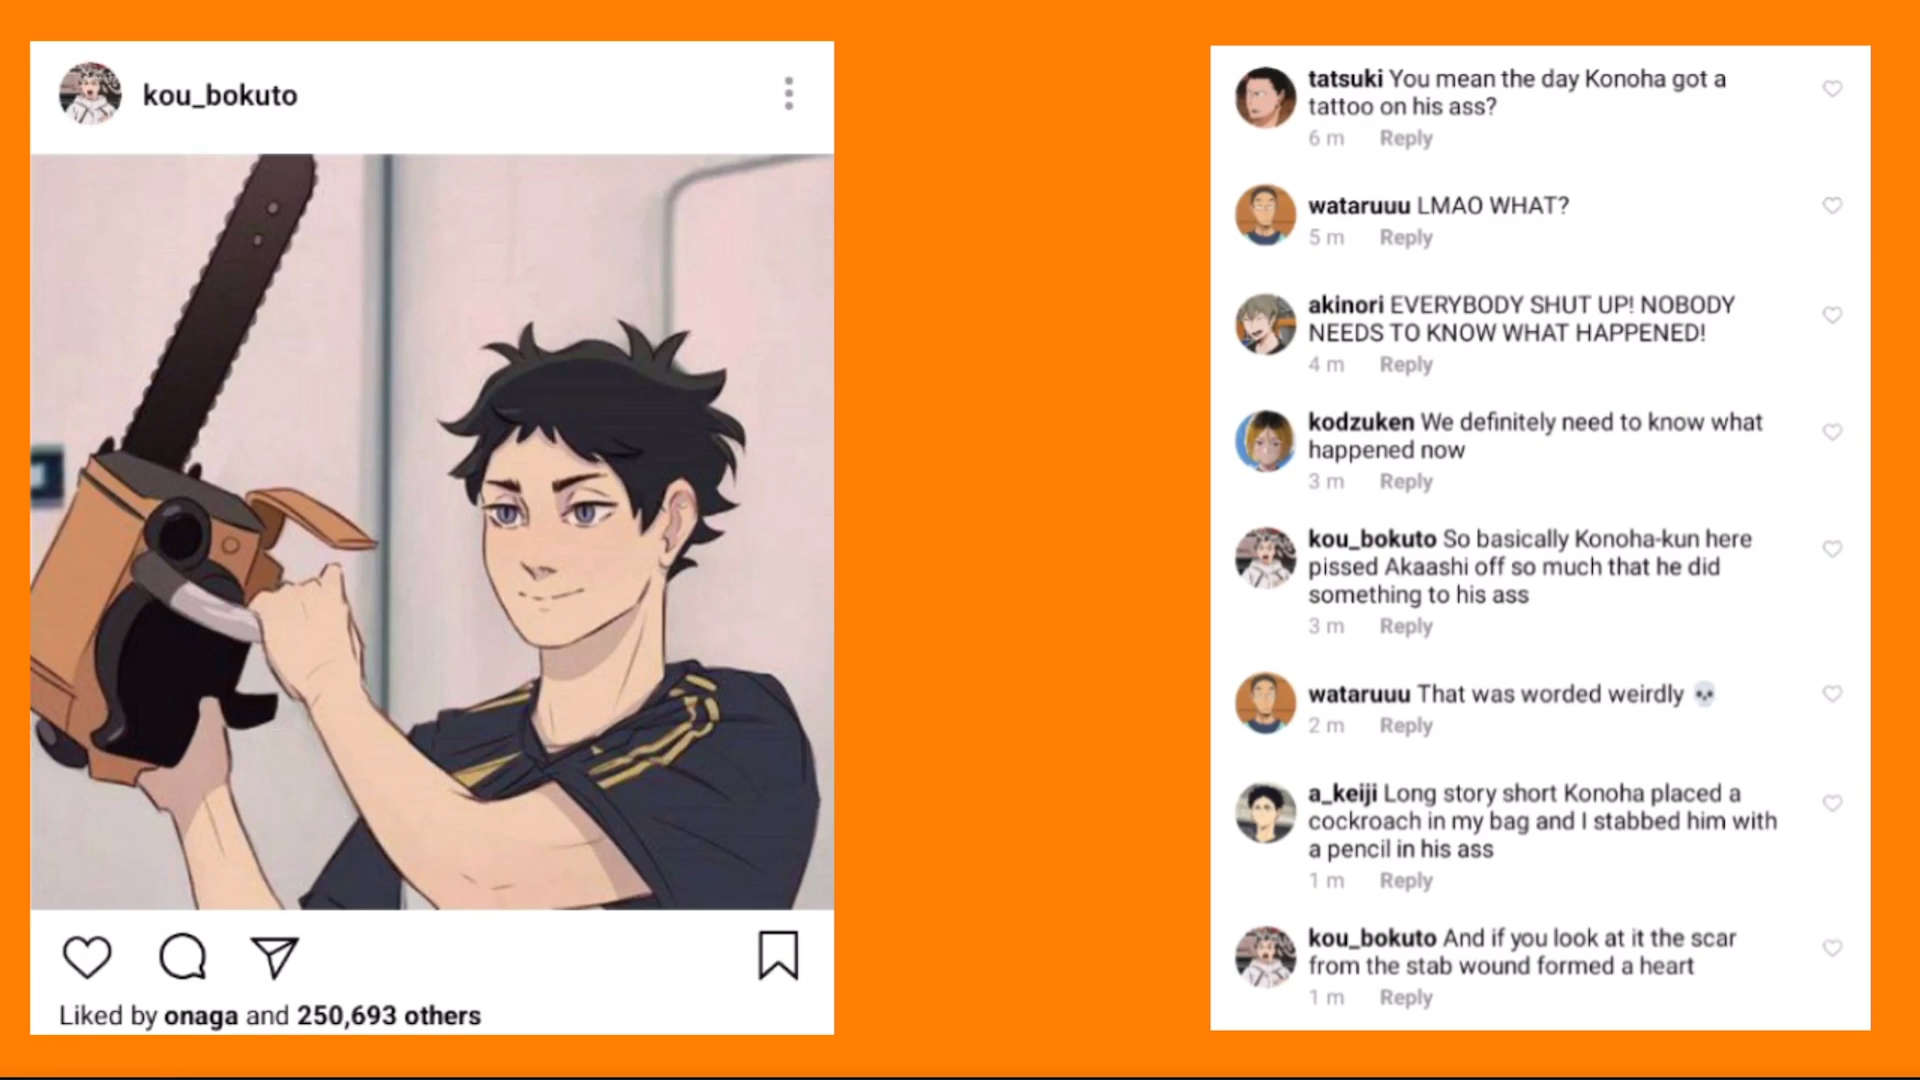 kou_bokuto
Liked by onaga and 250,693 others
tatsuki You mean the day Konoha got a
tattoo on his ass?
6 m Reply
wataruuu LMAO WHAT?
5 m Reply
akinori EVERYBODY SHUT UP! NOBODY
NEEDS TO KNOW WHAT HAPPENED!
4 m Reply
kodzuken We definitely need to know what
happened now
3 m Reply
kou_bokuto So basically Konoha-kun here
pissed Akaashi off so much that he did
something to his ass
3 m Reply
wataruuu That was worded weirdly 💀
2 m Reply
a_keiji Long story short Konoha placed a
cockroach in my bag and I stabbed him with
a pencil in his ass
1 m Reply
kou_bokuto And if you look at it the scar
from the stab wound formed a heart
1 m Reply